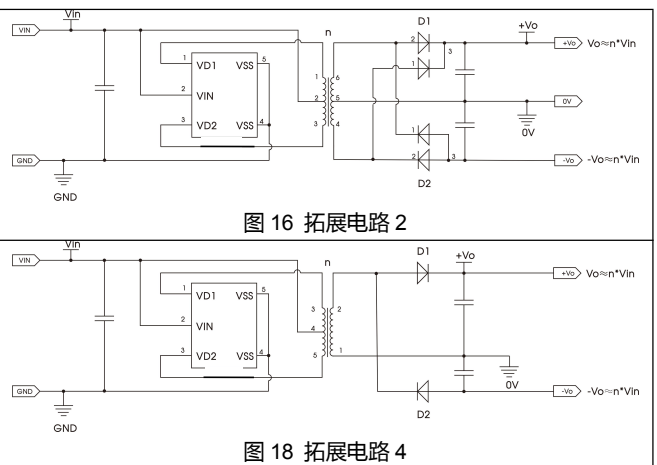 Vin
VIN
n
D1
+Vo
+Vo Vo≈n*Vin
1 VD1 VSS 5
2 VIN
3 VD2 VSS 4
1 6
2 5
3 4
2 3
1
0V
0V
1
2 3
-Vo -Vo≈n*Vin
D2
GND
GND
图 16 拓展电路 2
Vin
VIN
n
D1
+Vo
+Vo Vo≈n*Vin
1 VD1 VSS 5
2 VIN
3 VD2 VSS 4
3 2
4
5 1
0V
-Vo -Vo≈n*Vin
D2
GND
GND
图 18 拓展电路 4